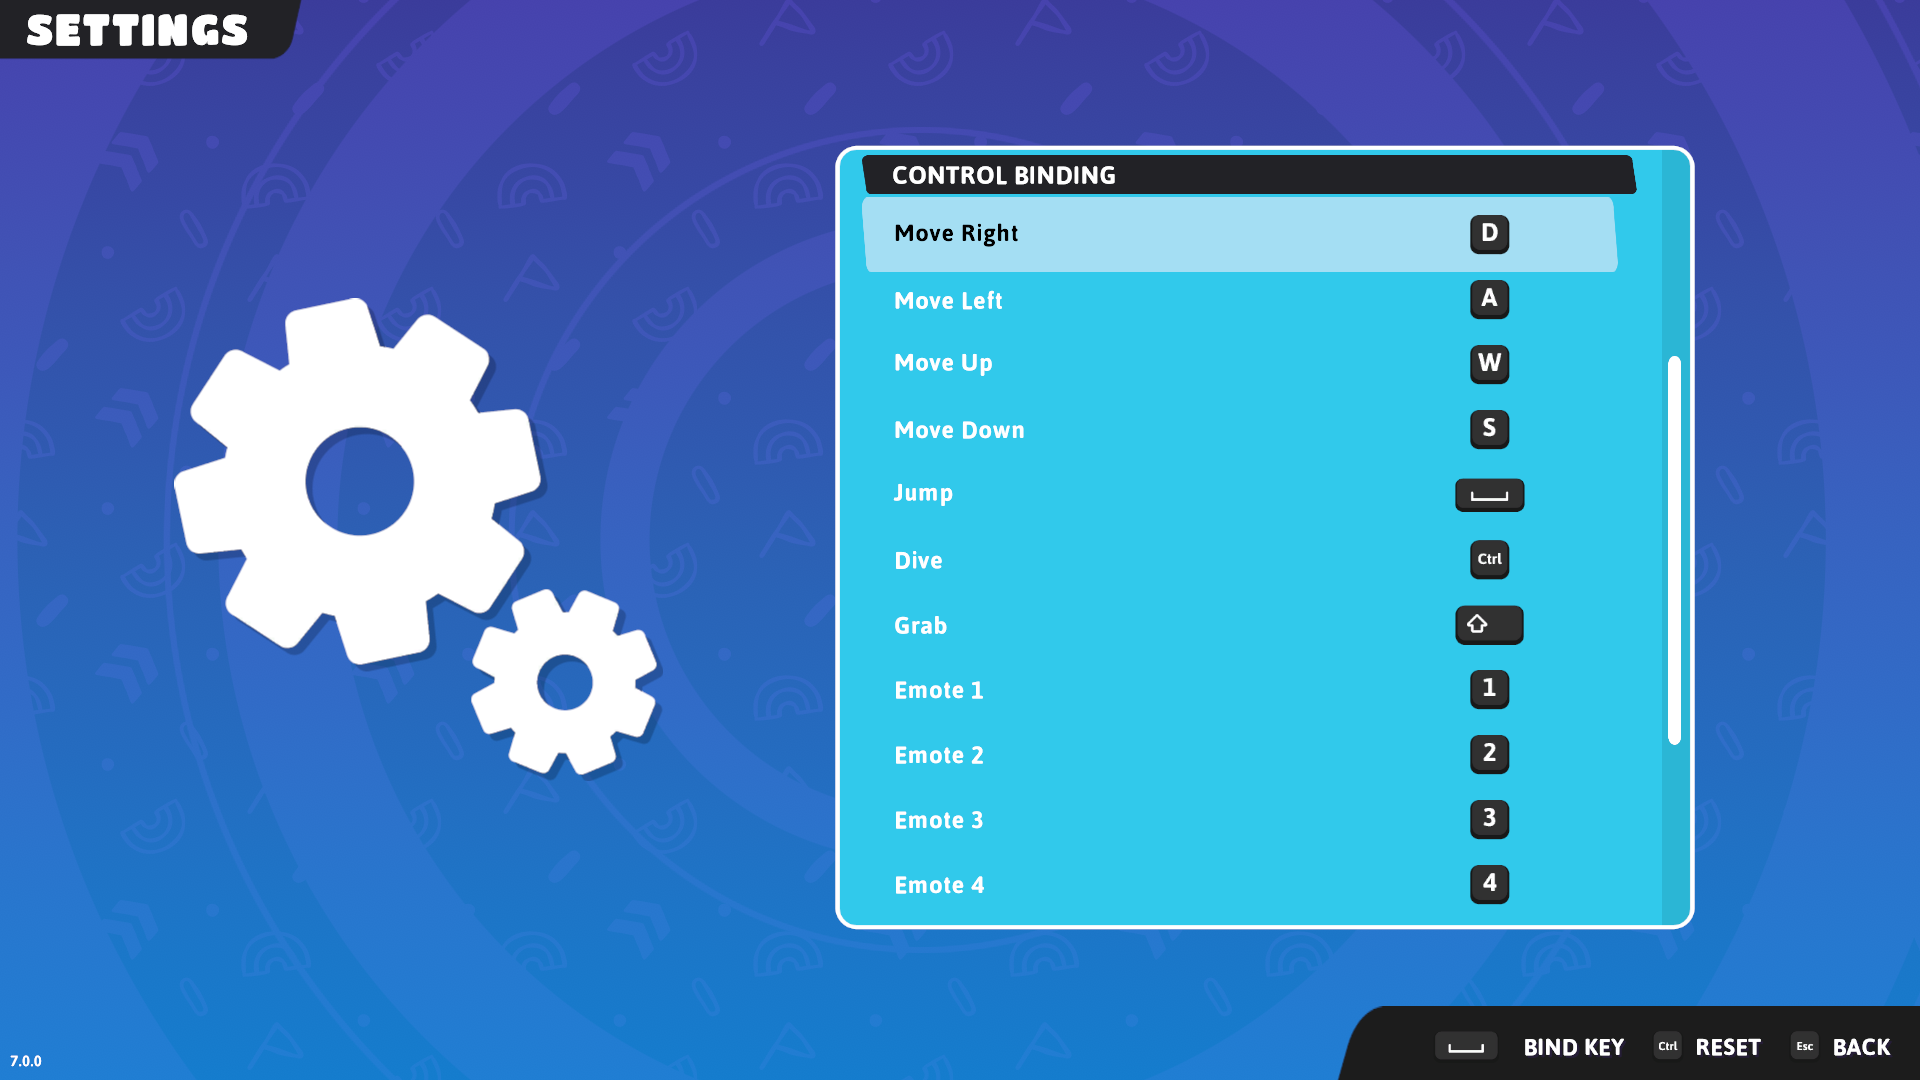 SETTINGS
CONTROL BINDING
Move Right D
Move Left A
Move Up W
Move Down S
Jump
Dive Ctrl
Grab
Emote 1 1
Emote 2 2
Emote 3 3
Emote 4 4
BIND KEY Ctrl RESET Esc BACK
7.0.0